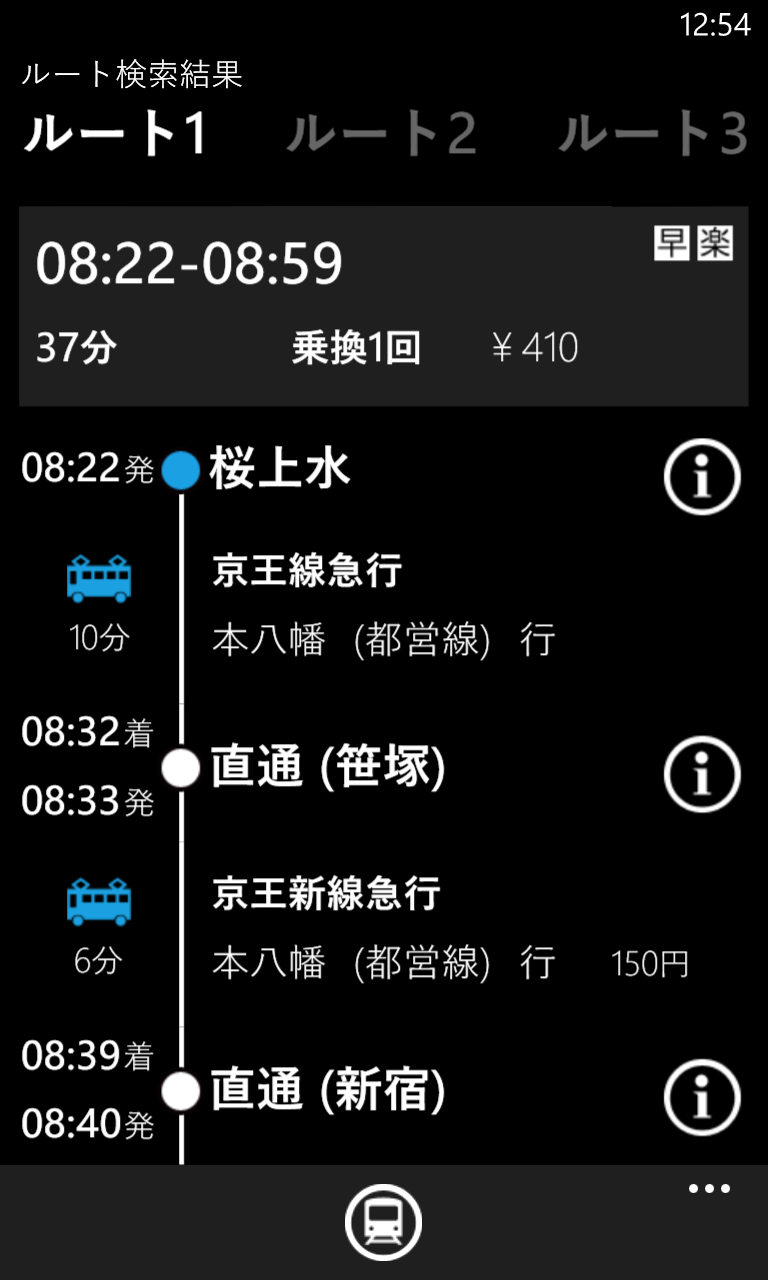 12:54
ルート検索結果
ルート1 ルート2 ルート3
08:22-08:59 早 楽
37分 乗換1回 ¥410
08:22発 桜上水
京王線急行
10分 本八幡 (都営線) 行
08:32着
直通 (笹塚)
08:33発
京王新線急行
6分 本八幡 (都営線) 行 150円
08:39着
直通 (新宿)
08:40発